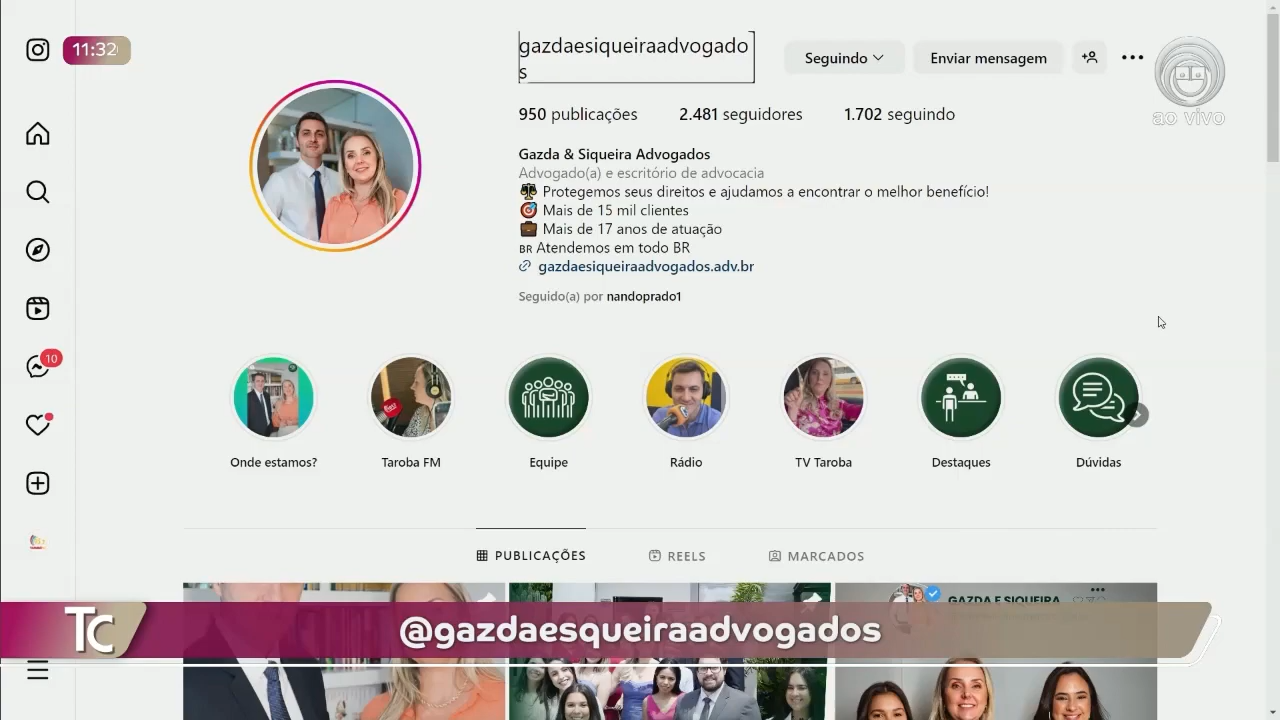 11:32
gazdaesiqueiraadvogado
s
Seguindo
Enviar mensagem
ao vivo
950 publicações 2.481 seguidores 1.702 seguindo
Gazda & Siqueira Advogados
Advogado(a) e escritório de advocacia
Protegemos seus direitos e ajudamos a encontrar o melhor benefício!
Mais de 15 mil clientes
Mais de 17 anos de atuação
BR Atendemos em todo BR
gazdaesiqueiraadvogados.adv.br
Seguido(a) por nandoprado1
10
Onde estamos?
Taroba FM
Equipe
Rádio
TV Taroba
Destaques
Dúvidas
PUBLICAÇÕES
REELS
MARCADOS
GAZDA E SIQUEIRA
TC
@gazdaesqueiraadvogados